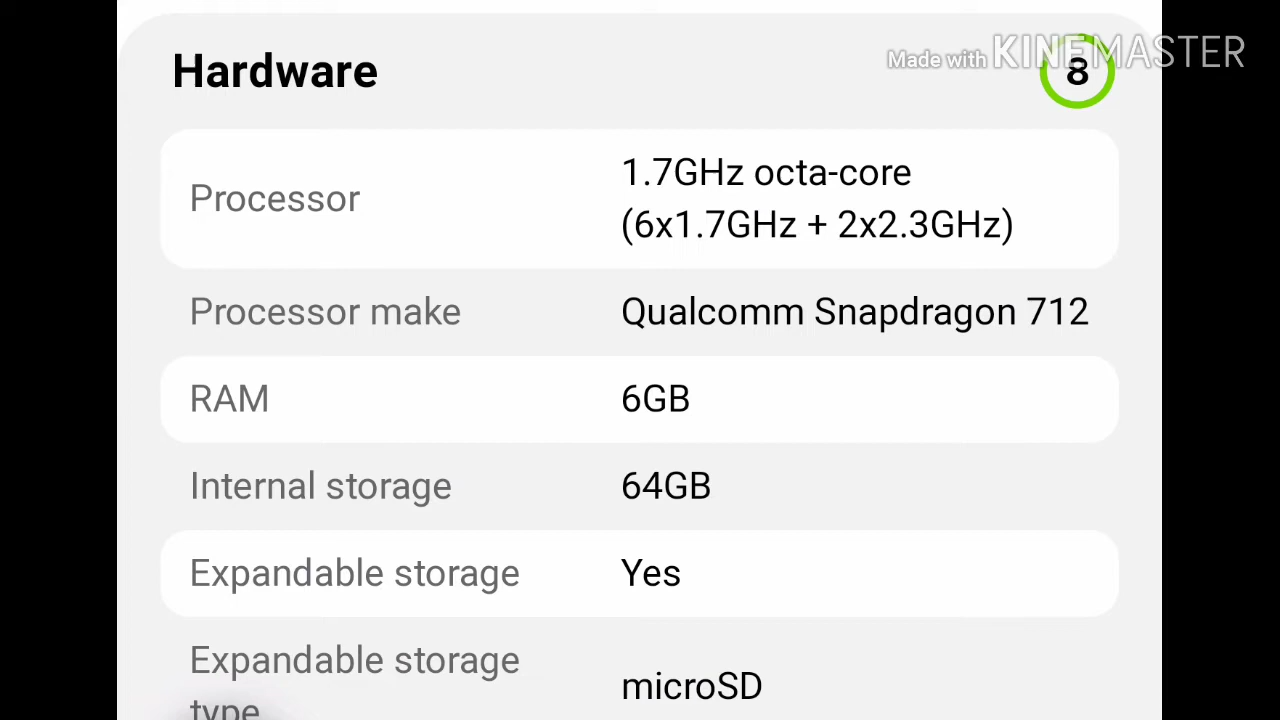 Made with KINEMASTER
Hardware 8
Processor 1.7GHz octa-core
(6x1.7GHz + 2x2.3GHz)
Processor make Qualcomm Snapdragon 712
RAM 6GB
Internal storage 64GB
Expandable storage Yes
Expandable storage
type microSD